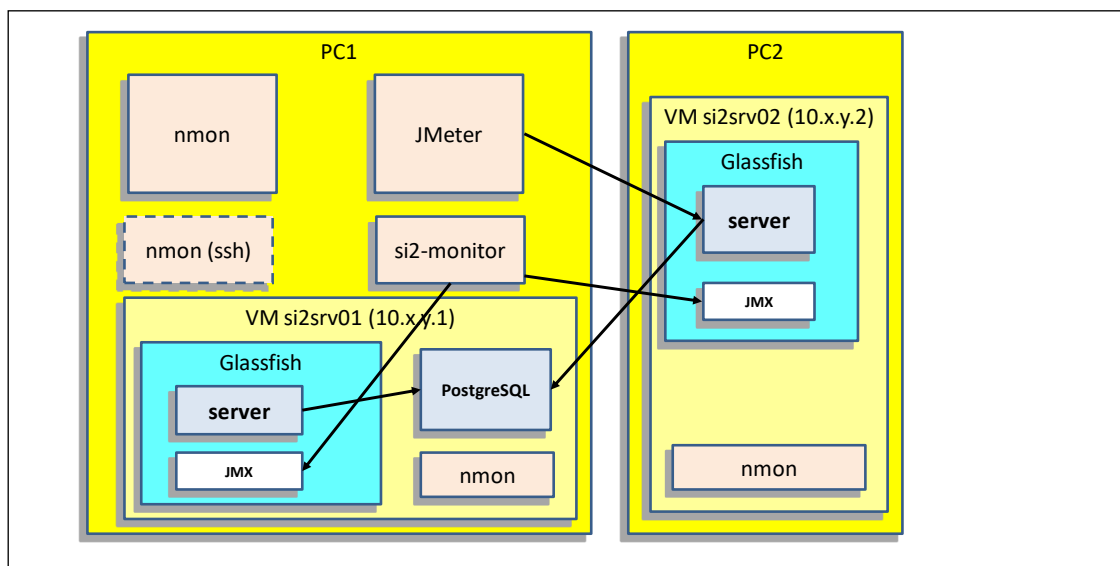 PC1
nmon
JMeter
nmon (ssh)
si2-monitor
VM si2srv01 (10.x.y.1)
Glassfish
server
JMX
PostgreSQL
nmon
PC2
VM si2srv02 (10.x.y.2)
Glassfish
server
JMX
nmon